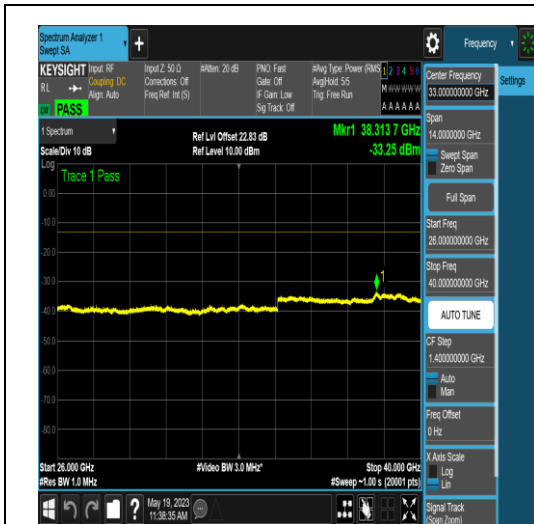 Spectrum Analyzer 1
Swept SA
+
Frequency
KEYSIGHT
RL
Input: RF
Coupling: DC
Align: Auto
Input Z: 50 Ω
Corrections: Off
Freq Ref: Int (S)
#Atten: 20 dB
PNO: Fast
Gate: Off
IF Gain: Low
Sig Track: Off
#Avg Type: Power (RMS)
Avg|Hold: 5/5
Trig: Free Run
1 2 3 4 5 6
M W W W W W
A A A A A A
PASS
1 Spectrum
Scale/Div 10 dB
Ref Lvl Offset 22.83 dB
Ref Level 10.00 dBm
Mkr1 38.313 7 GHz
-33.25 dBm
Log
Trace 1 Pass
0.00
-10.0
-20.0
-30.0
-40.0
-50.0
-60.0
-70.0
-80.0
1
Start 26.000 GHz
#Res BW 1.0 MHz
#Video BW 3.0 MHz*
Stop 40.000 GHz
#Sweep ~1.00 s (20001 pts)
Center Frequency
33.000000000 GHz
Settings
Span
14.0000000 GHz
Swept Span
Zero Span
Full Span
Start Freq
26.000000000 GHz
Stop Freq
40.000000000 GHz
AUTO TUNE
CF Step
1.400000000 GHz
Auto
Man
Freq Offset
0 Hz
X Axis Scale
Log
Lin
Signal Track
(Span Zoom)
?
May 19, 2023
11:38:35 AM